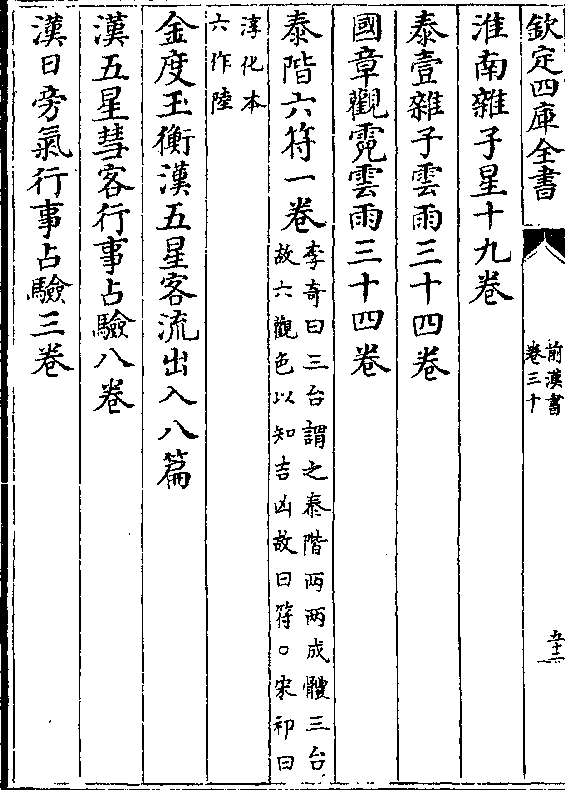 欽定四庫全書
前漢書
卷三十
五十二
淮南雜子星十九卷
泰壹雜子雲雨三十四卷
國章觀霓雲雨三十四卷
泰階六符一卷
李奇曰三台謂之泰階兩兩成體三台
故六觀色以知吉凶故曰符○宋祁曰
淳化本
六作陸
金度玉衡漢五星客流出入八篇
漢五星彗客行事占驗八卷
漢日旁氣行事占驗三卷